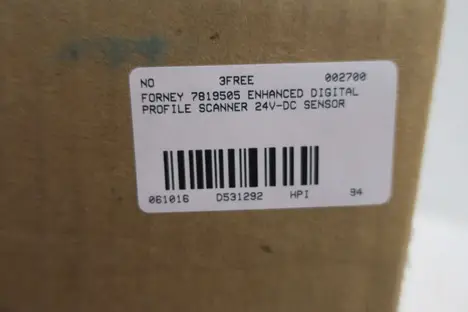 NO 3FREE 002700
FORNEY 7819505 ENHANCED DIGITAL
PROFILE SCANNER 24V-DC SENSOR
061016 D531292 HPI 94